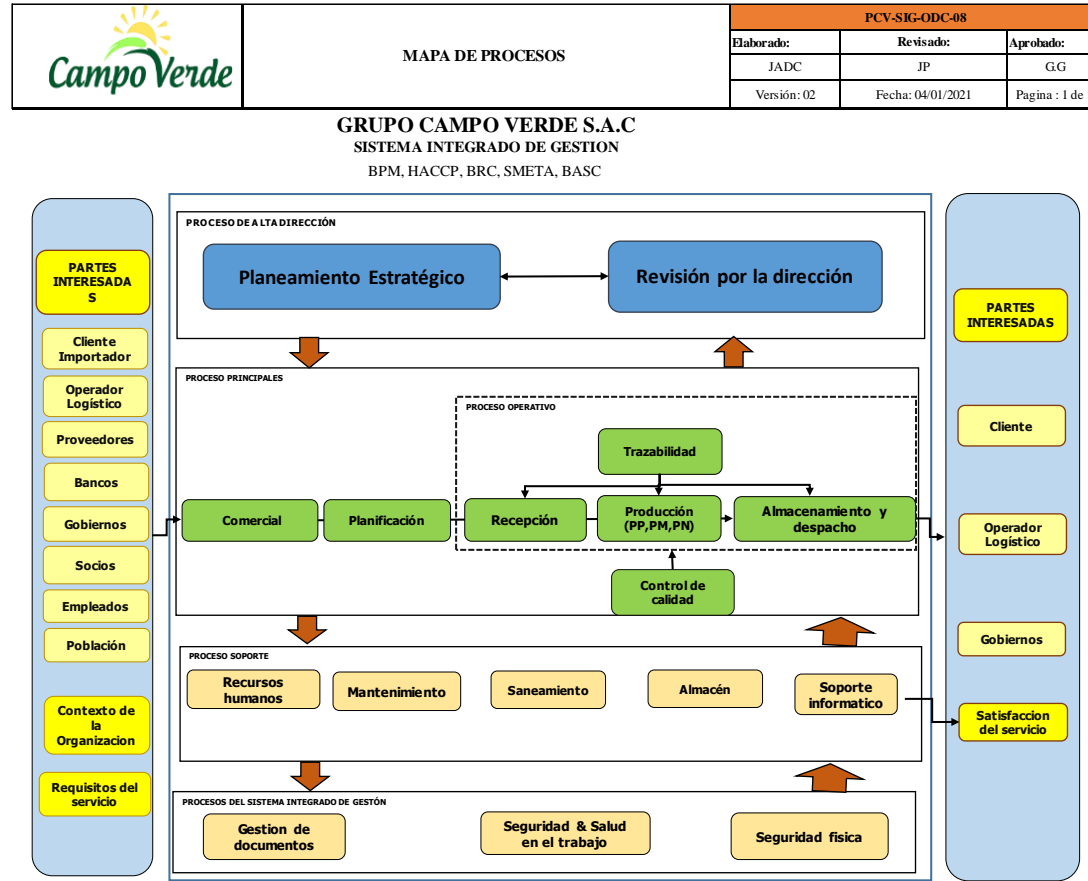 Campo Verde
MAPA DE PROCESOS
PCV-SIG-ODC-08
Elaborado:
Revisado:
Aprobado:
JADC
JP
G.G
Versión: 02
Fecha: 04/01/2021
Pagina : 1 de
GRUPO CAMPO VERDE S.A.C
SISTEMA INTEGRADO DE GESTION
BPM, HACCP, BRC, SMETA, BASC
PARTES
INTERESADA
S
Cliente
Importador
Operador
Logístico
Proveedores
Bancos
Gobiernos
Socios
Empleados
Población
Contexto de
la
Organizacion
Requisitos del
servicio
PROCESO DE ALTA DIRECCIÓN
Planeamiento Estratégico
Revisión por la dirección
PROCESO PRINCIPALES
PROCESO OPERATIVO
Trazabilidad
Comercial
Planificación
Recepción
Producción
(PP,PM,PN)
Almacenamiento y
despacho
Control de
calidad
PROCESO SOPORTE
Recursos
humanos
Mantenimiento
Saneamiento
Almacén
Soporte
informatico
PROCESOS DEL SISTEMA INTEGRADO DE GESTÓN
Gestion de
documentos
Seguridad & Salud
en el trabajo
Seguridad fisica
PARTES
INTERESADAS
Cliente
Operador
Logístico
Gobiernos
Satisfaccion
del servicio